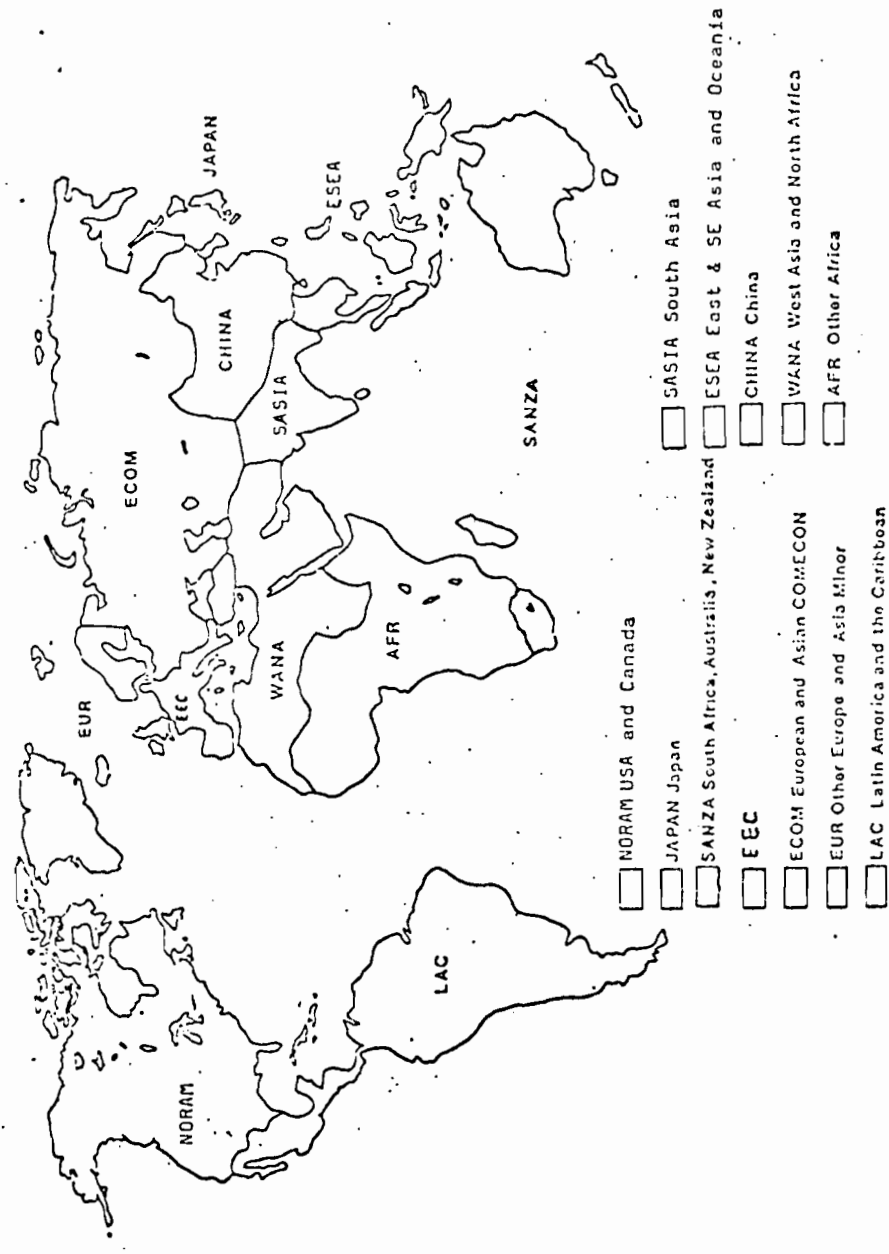 JAPAN
EUR
ECOM
CHINA
ESEA
NORAM
EEC
SASIA
WANA
AFR
LAC
SANZA
NORAM USA and Canada
JAPAN Japan
SANZA South Africa, Australia, New Zealand
EEC
ECOM European and Asian COMECON
EUR Other Europe and Asia Minor
LAC Latin America and the Caribbean
SASIA South Asia
ESEA East & SE Asia and Oceania
CHINA China
WANA West Asia and North Africa
AFR Other Africa